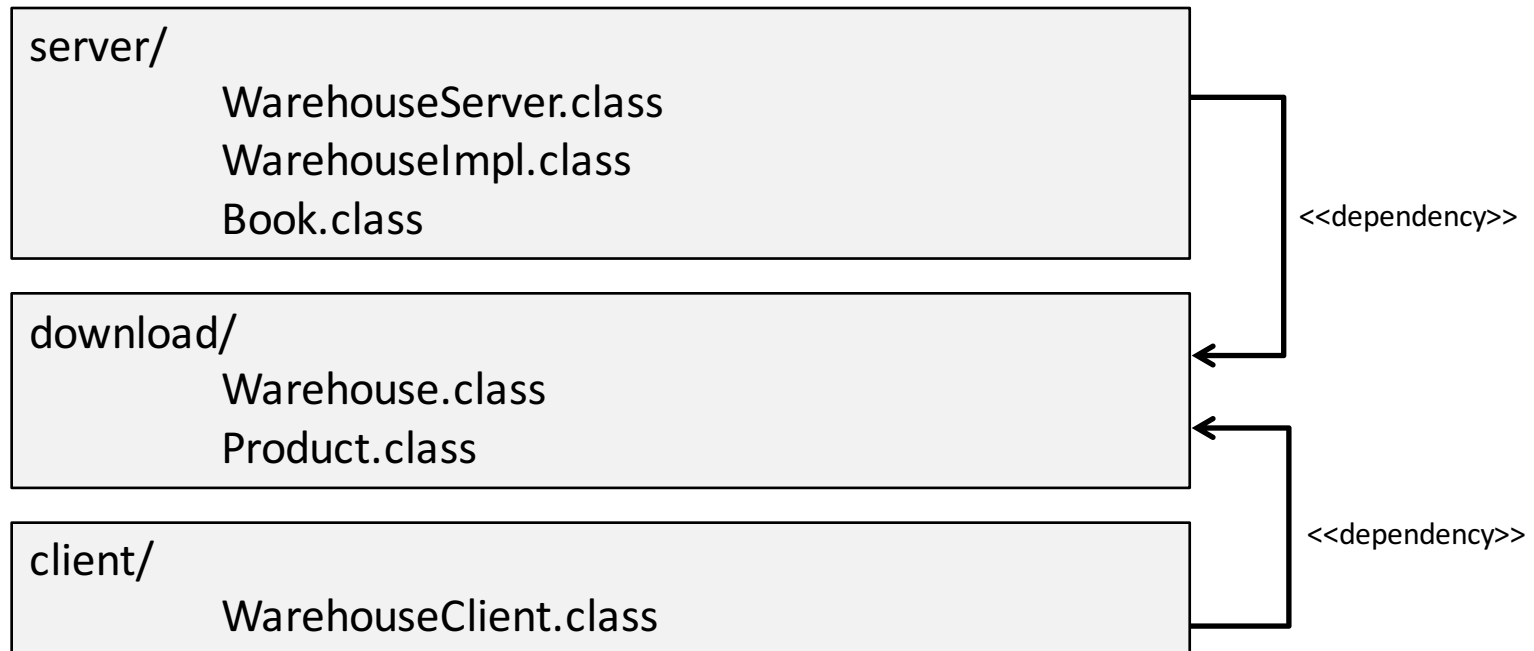 server/
WarehouseServer.class
WarehouseImpl.class
Book.class
<<dependency>>
download/
Warehouse.class
Product.class
<<dependency>>
client/
WarehouseClient.class